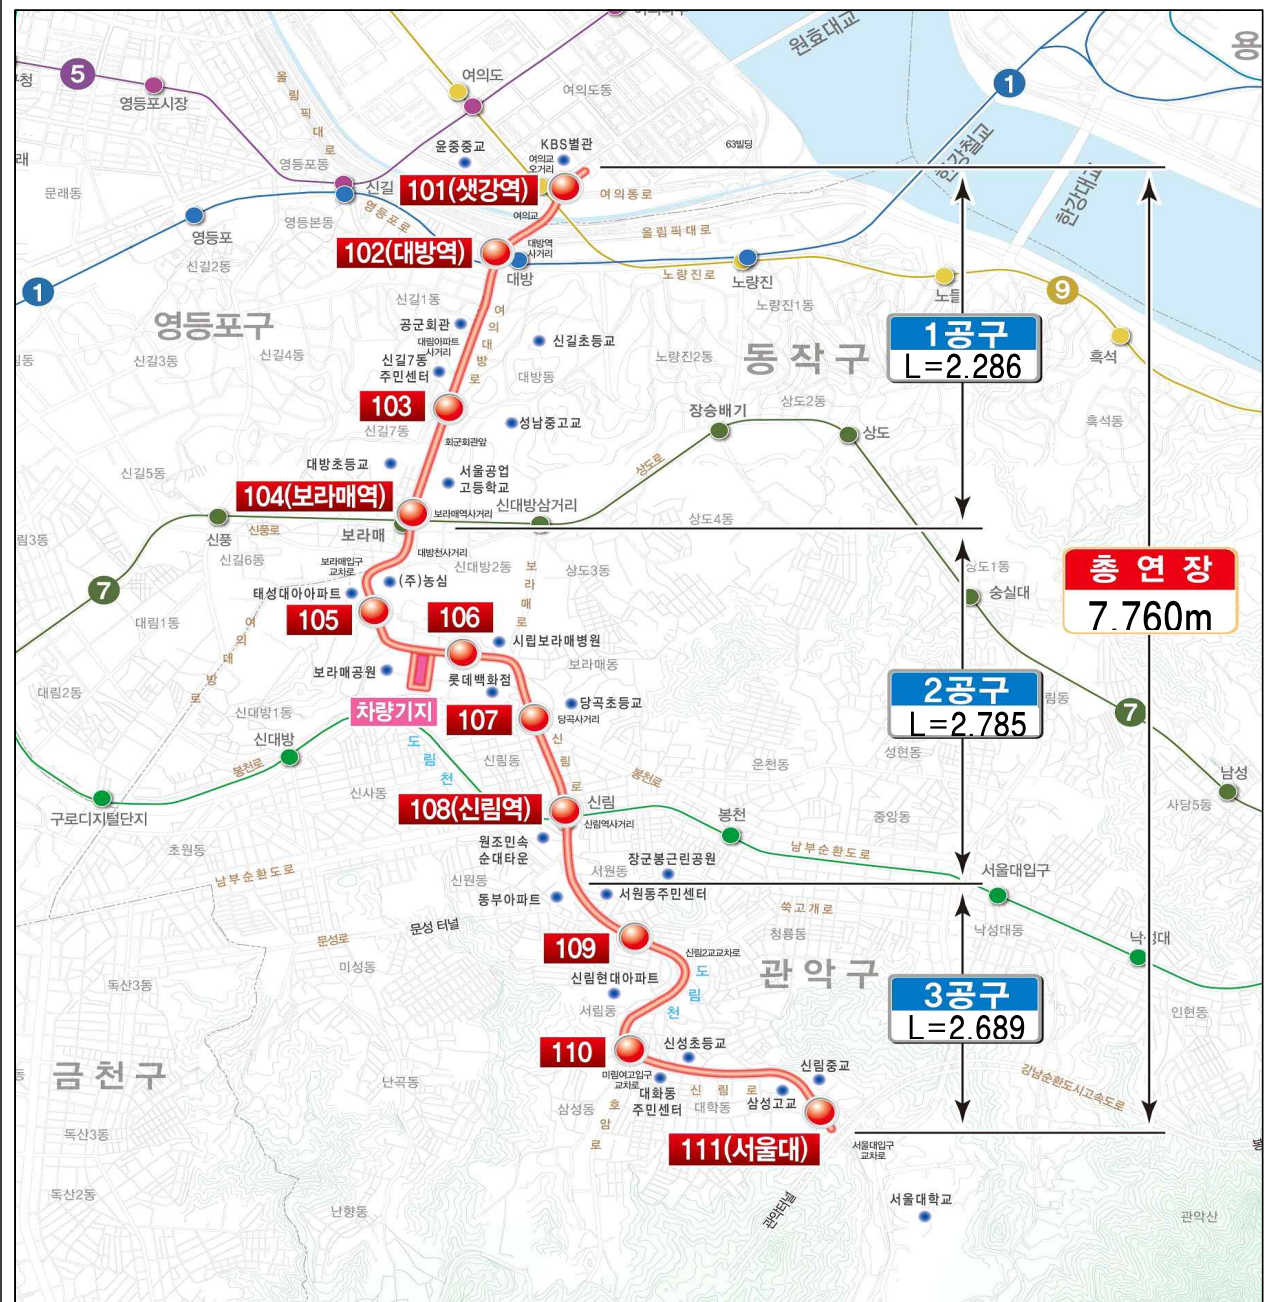 용
원효대교
5
영등포시장
여의도
여의도동
1
한강철교
한강대교
올림픽대로
영등포동
윤중중교
KBS별관
63빌딩
여의교
오거리
래
문래동
신길
101(샛강역)
여의동로
영등포로
영등본동
여의교
영등포
102(대방역)
대방역
사거리
올림픽대로
신길2동
대방
노량진로
노량진
1
신길1동
노량진1동
9
영등포구
공군회관
대림아파트
사거리
여의대방로
신길초등교
1공구
L=2.286
신길3동
신길4동
신길7동
주민센터
대방동
노량진2동
동작구
흑석
103
신길7동
성남중고교
장승배기
상도2동
상도
흑석동
회군회관앞
대방초등교
서울공업
고등학교
신길5동
104(보라매역)
보라매역사거리
신대방삼거리
상도로
상도4동
신풍
신풍로
보라매
신길6동
보라매입구
교차로
대방천사거리
신대방2동
보라매로
상도3동
총연장
7.760m
7
태성대아아파트
(주)농심
숭실대
105
106
대림1동
여의대방로
시립보라매병원
보라매동
보라매공원
롯데백화점
2공구
L=2.785
대림2동
신대방1동
차량기지
107
당곡초등교
당곡사거리
7
신대방
도림천
신림동
신림로
봉천로
봉천로
은천동
성현동
남성
사당5동
신사동
108(신림역)
신림
신림역사거리
봉천
중앙동
구로디지털단지
초원동
원조민속
순대타운
장군봉근린공원
남부순환도로
서울대입구
남부순환도로
신원동
서원동
동부아파트
서원동주민센터
쑥고개로
문성로
문성 터널
109
청룡동
낙성대동
미성동
신림2교교차로
신림현대아파트
관악구
3공구
L=2.689
독산3동
서림동
도림천
인현동
금천구
110
신성초등교
미림여고입구
교차로
신림중교
난곡동
대화동
주민센터
신림로
삼성고교
강남순환도시고속도로
삼성동
호암로
대학동
독산3동
111(서울대)
서울대입구
교차로
독산2동
난향동
관악터널
서울대학교
관악산